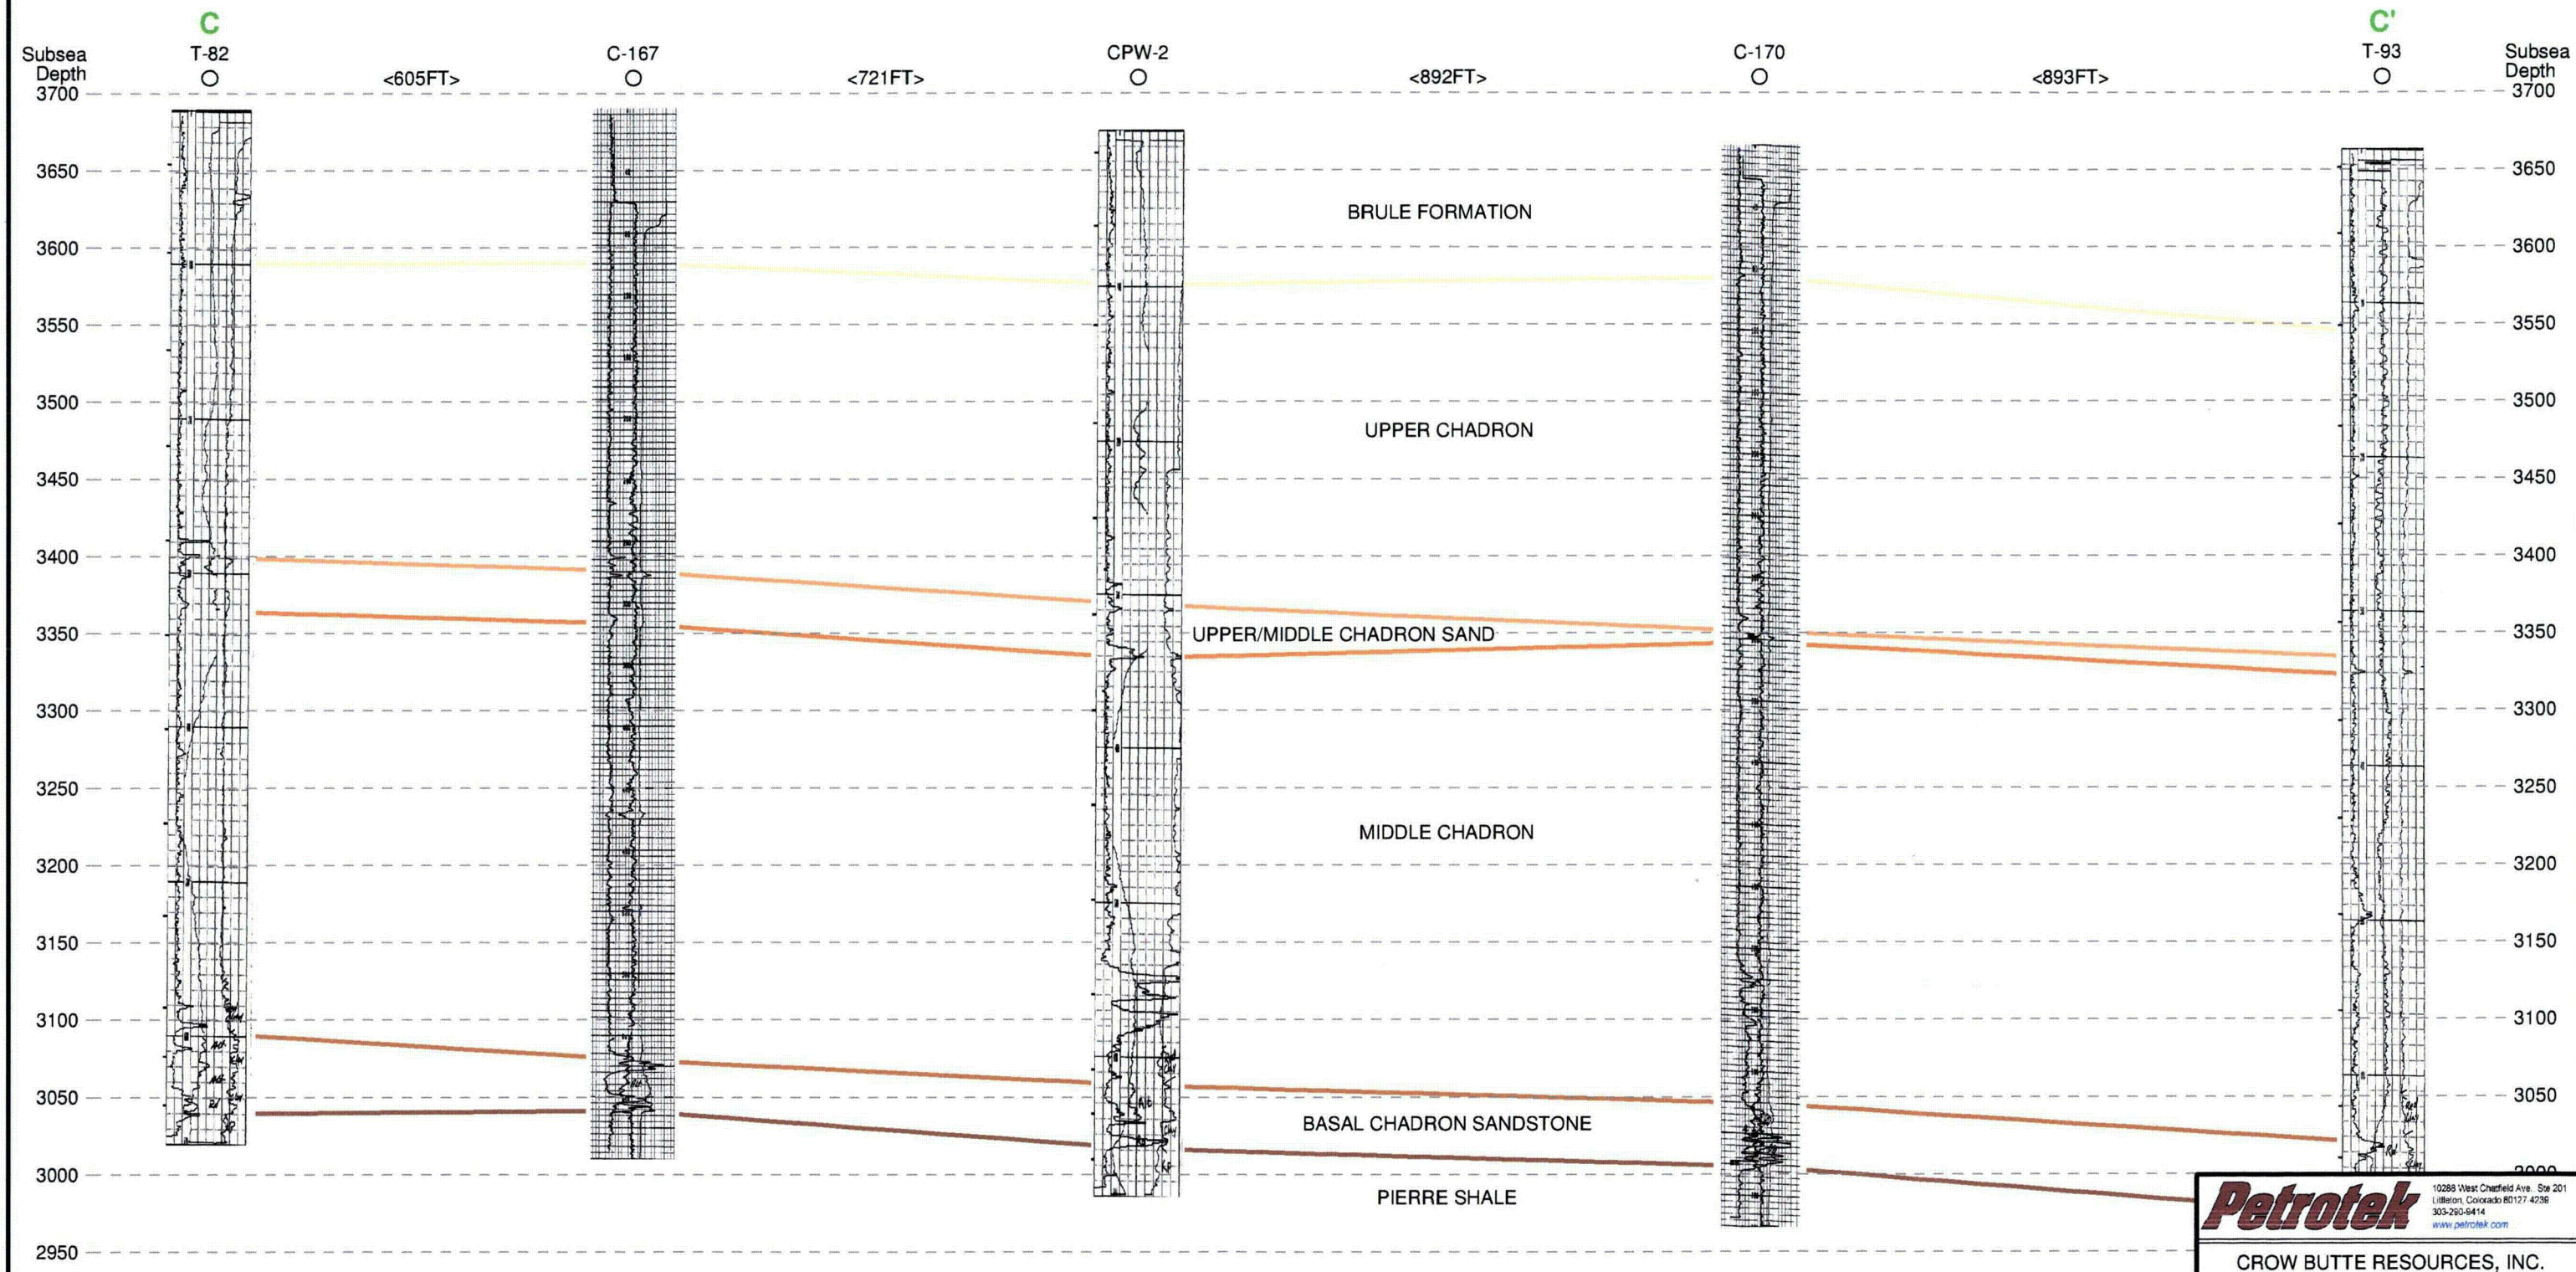 C
C'
Subsea Depth
T-82
C-167
CPW-2
C-170
T-93
Subsea Depth
<605FT>
<721FT>
<892FT>
<893FT>
3700
3700
3650
3650
BRULE FORMATION
3600
3600
3550
3550
3500
3500
UPPER CHADRON
3450
3450
3400
3400
3350
UPPER/MIDDLE CHADRON SAND
3350
3300
3300
3250
3250
MIDDLE CHADRON
3200
3200
3150
3150
3100
3100
3050
3050
BASAL CHADRON SANDSTONE
3000
3000
PIERRE SHALE
2950
Petrotek
10288 West Chatfield Ave. Ste 201
Littleton, Colorado 80127-4239
303-290-9414
www.petrotek.com
CROW BUTTE RESOURCES, INC.